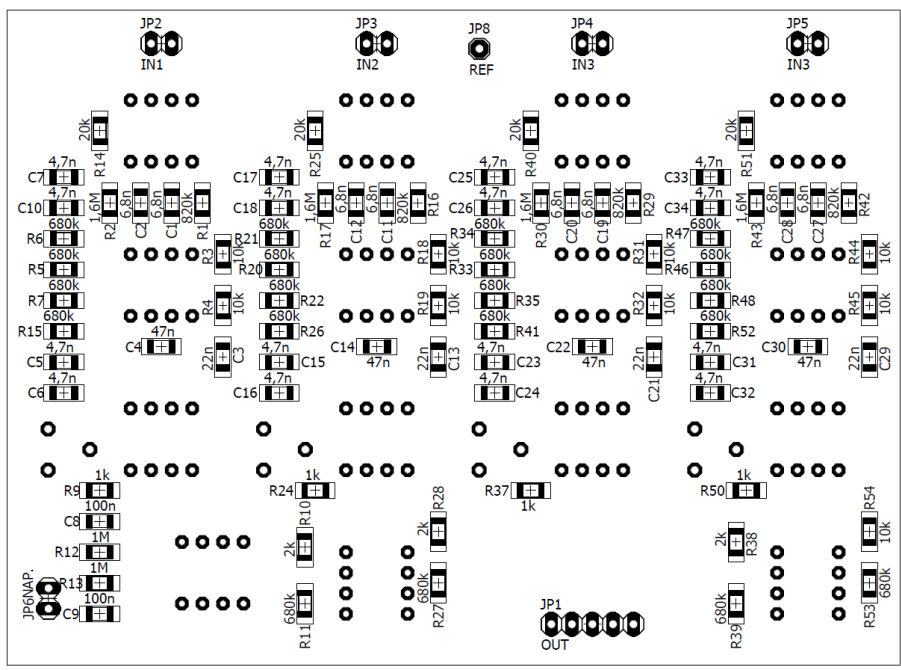 JP2
IN1
JP3
IN2
JP8
REF
JP4
IN3
JP5
IN3
20k
R14
20k
R25
20k
R40
20k
R51
4,7n
C7
4,7n
C10
680k
R6
680k
R5
680k
R7
680k
R15
4,7n
C5
4,7n
C6
1,6M
R2
6,8n
C2
6,8n
C1
820k
R1
R3
10k
R4
10k
47n
C4
22n
C3
4,7n
C17
4,7n
C18
680k
R21
680k
R20
680k
R22
680k
R26
4,7n
C15
4,7n
C16
1,6M
R17
6,8n
C12
6,8n
C11
820k
R16
R18
10k
R19
10k
C14
47n
22n
C13
4,7n
C25
4,7n
C26
R34
680k
680k
R33
680k
R35
680k
R41
4,7n
C23
4,7n
C24
1,6M
R30
6,8n
C20
6,8n
C19
820k
R29
R31
10k
R32
10k
C22
47n
22n
C21
4,7n
C33
4,7n
C34
R47
680k
680k
R46
680k
R48
680k
R52
4,7n
C31
4,7n
C32
1,6M
R43
6,8n
C28
6,8n
C27
820k
R42
R44
10k
R45
10k
C30
47n
22n
C29
1k
R9
100n
C8
1M
R12
1M
R13
100n
C9
JP6NAP.
1k
R24
R10
2k
680k
R11
R28
2k
680k
R27
R37
1k
JP1
OUT
1k
R50
2k
R38
680k
R39
R54
10k
680k
R53